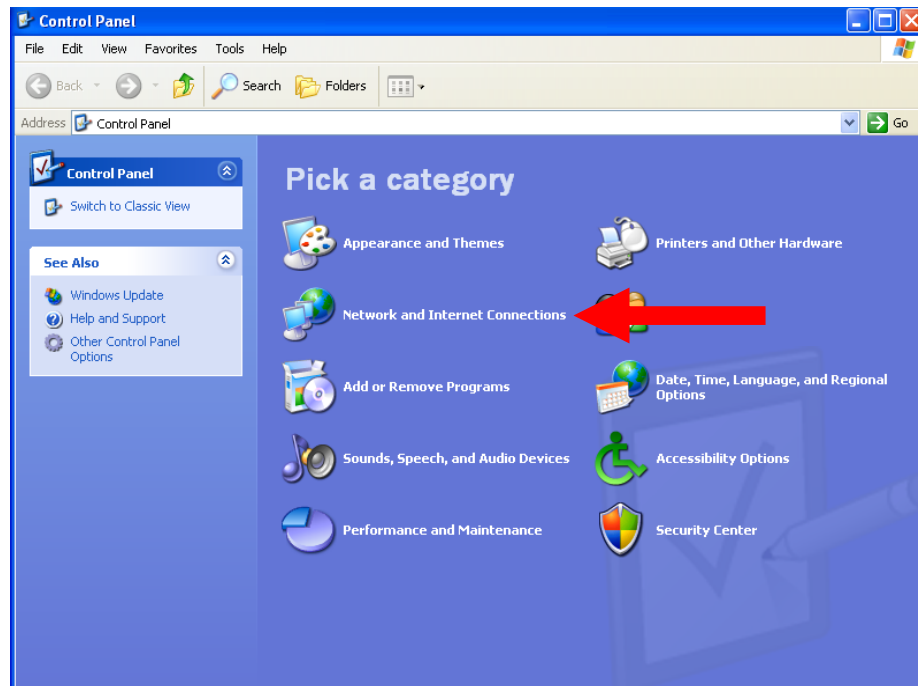 Control Panel
File Edit View Favorites Tools Help
Back Search Folders
Address Control Panel Go
Control Panel
Switch to Classic View
See Also
Windows Update
Help and Support
Other Control Panel
Options
Pick a category
Appearance and Themes
Printers and Other Hardware
Network and Internet Connections
Add or Remove Programs
Date, Time, Language, and Regional
Options
Sounds, Speech, and Audio Devices
Accessibility Options
Performance and Maintenance
Security Center